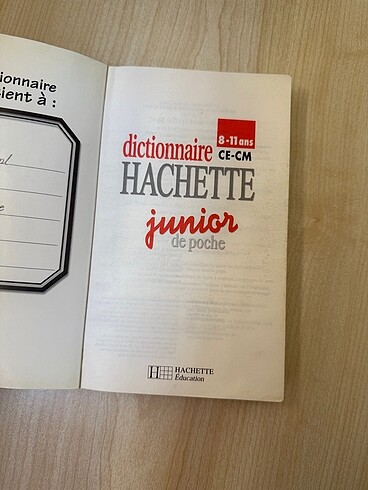 ionnaire
ient à :
8-11 ans
dictionnaire CE-CM
HACHETTE
junior
de poche
H HACHETTE
Éducation